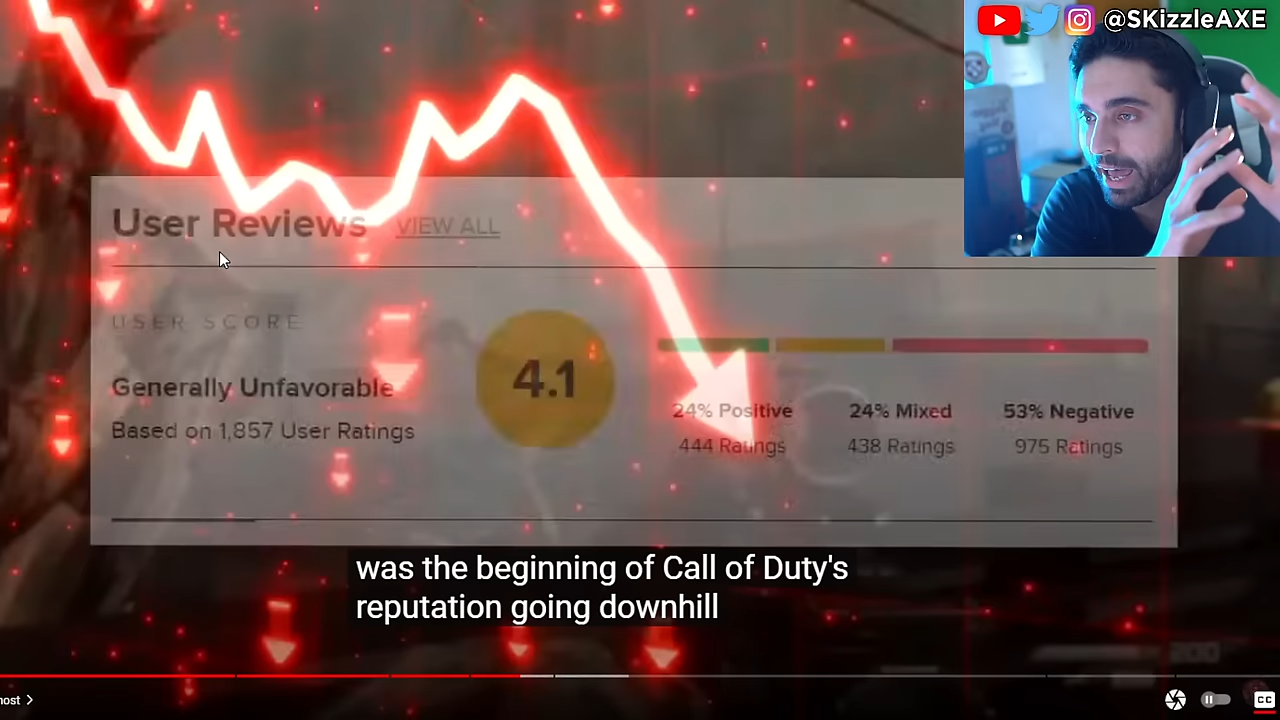 @SKizzleAXE
User Reviews VIEW ALL
USER SCORE
Generally Unfavorable
Based on 1,857 User Ratings
4.1
24% Positive 24% Mixed 53% Negative
444 Ratings 438 Ratings 975 Ratings
was the beginning of Call of Duty's
reputation going downhill
200
CC